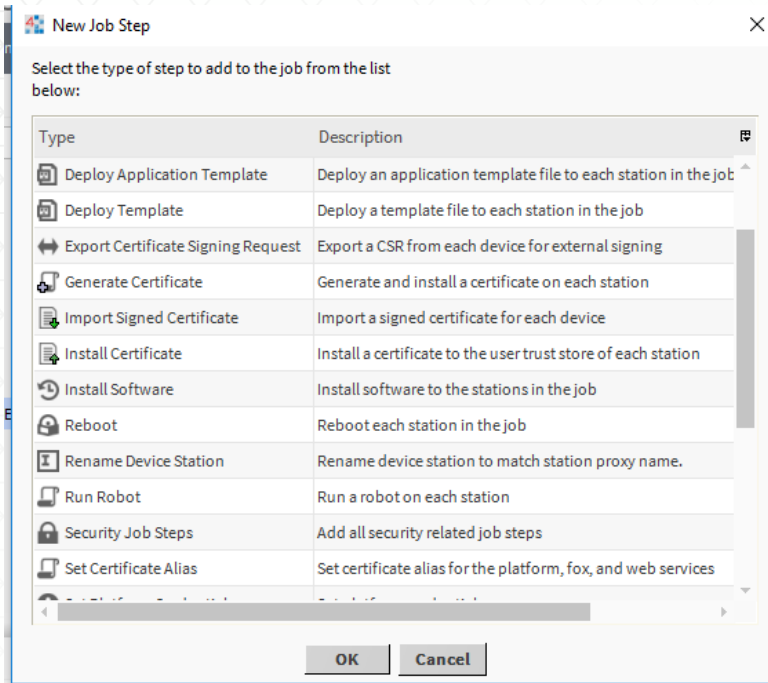 New Job Step
Select the type of step to add to the job from the list
below:
Type Description
Deploy Application Template Deploy an application template file to each station in the job
Deploy Template Deploy a template file to each station in the job
Export Certificate Signing Request Export a CSR from each device for external signing
Generate Certificate Generate and install a certificate on each station
Import Signed Certificate Import a signed certificate for each device
Install Certificate Install a certificate to the user trust store of each station
Install Software Install software to the stations in the job
Reboot Reboot each station in the job
Rename Device Station Rename device station to match station proxy name.
Run Robot Run a robot on each station
Security Job Steps Add all security related job steps
Set Certificate Alias Set certificate alias for the platform, fox, and web services
OK Cancel